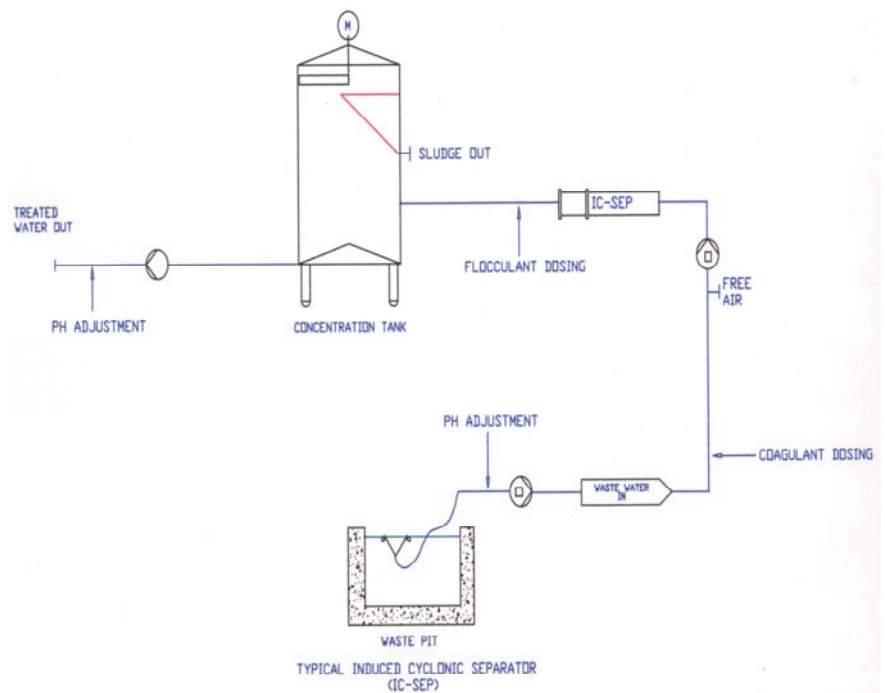 M
SLUDGE OUT
IC-SEP
TREATED
WATER OUT
FLOCCULANT DOSING
FREE
AIR
PH ADJUSTMENT
CONCENTRATION TANK
PH ADJUSTMENT
COAGULANT DOSING
WASTE WATER
IN
WASTE PIT
TYPICAL INDUCED CYCLONIC SEPARATOR
(IC-SEP)